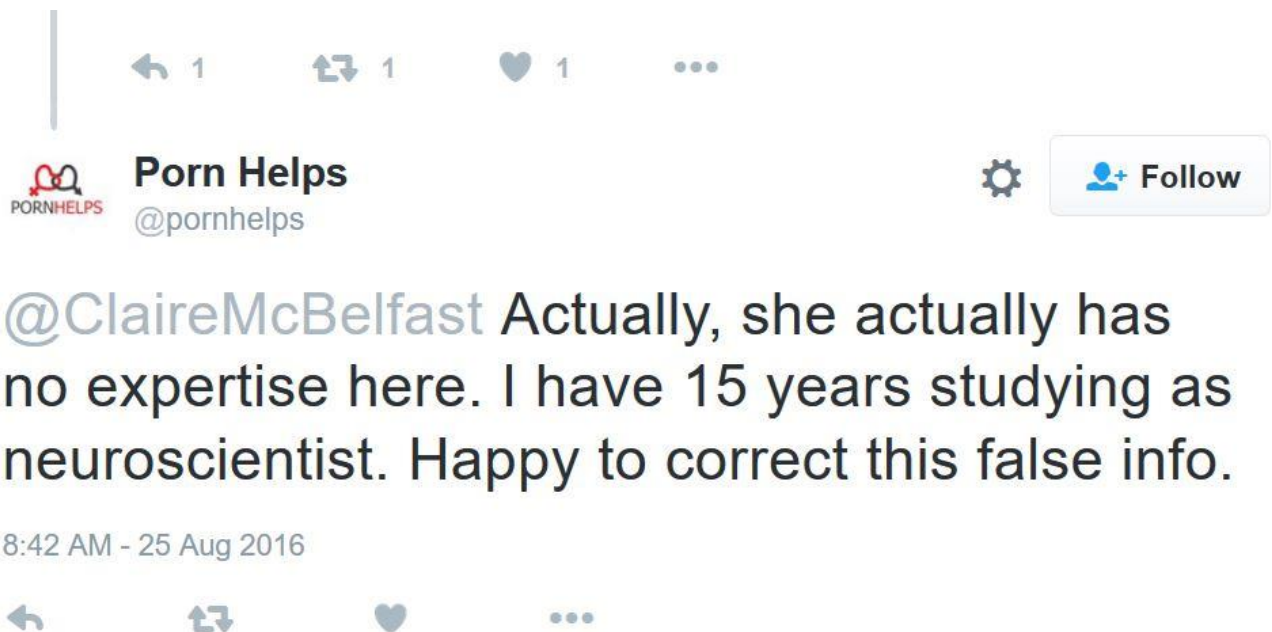 1 1 1 •••
Porn Helps
PORNHELPS
@pornhelps
Follow
@ClaireMcBelfast Actually, she actually has
no expertise here. I have 15 years studying as
neuroscientist. Happy to correct this false info.
8:42 AM - 25 Aug 2016